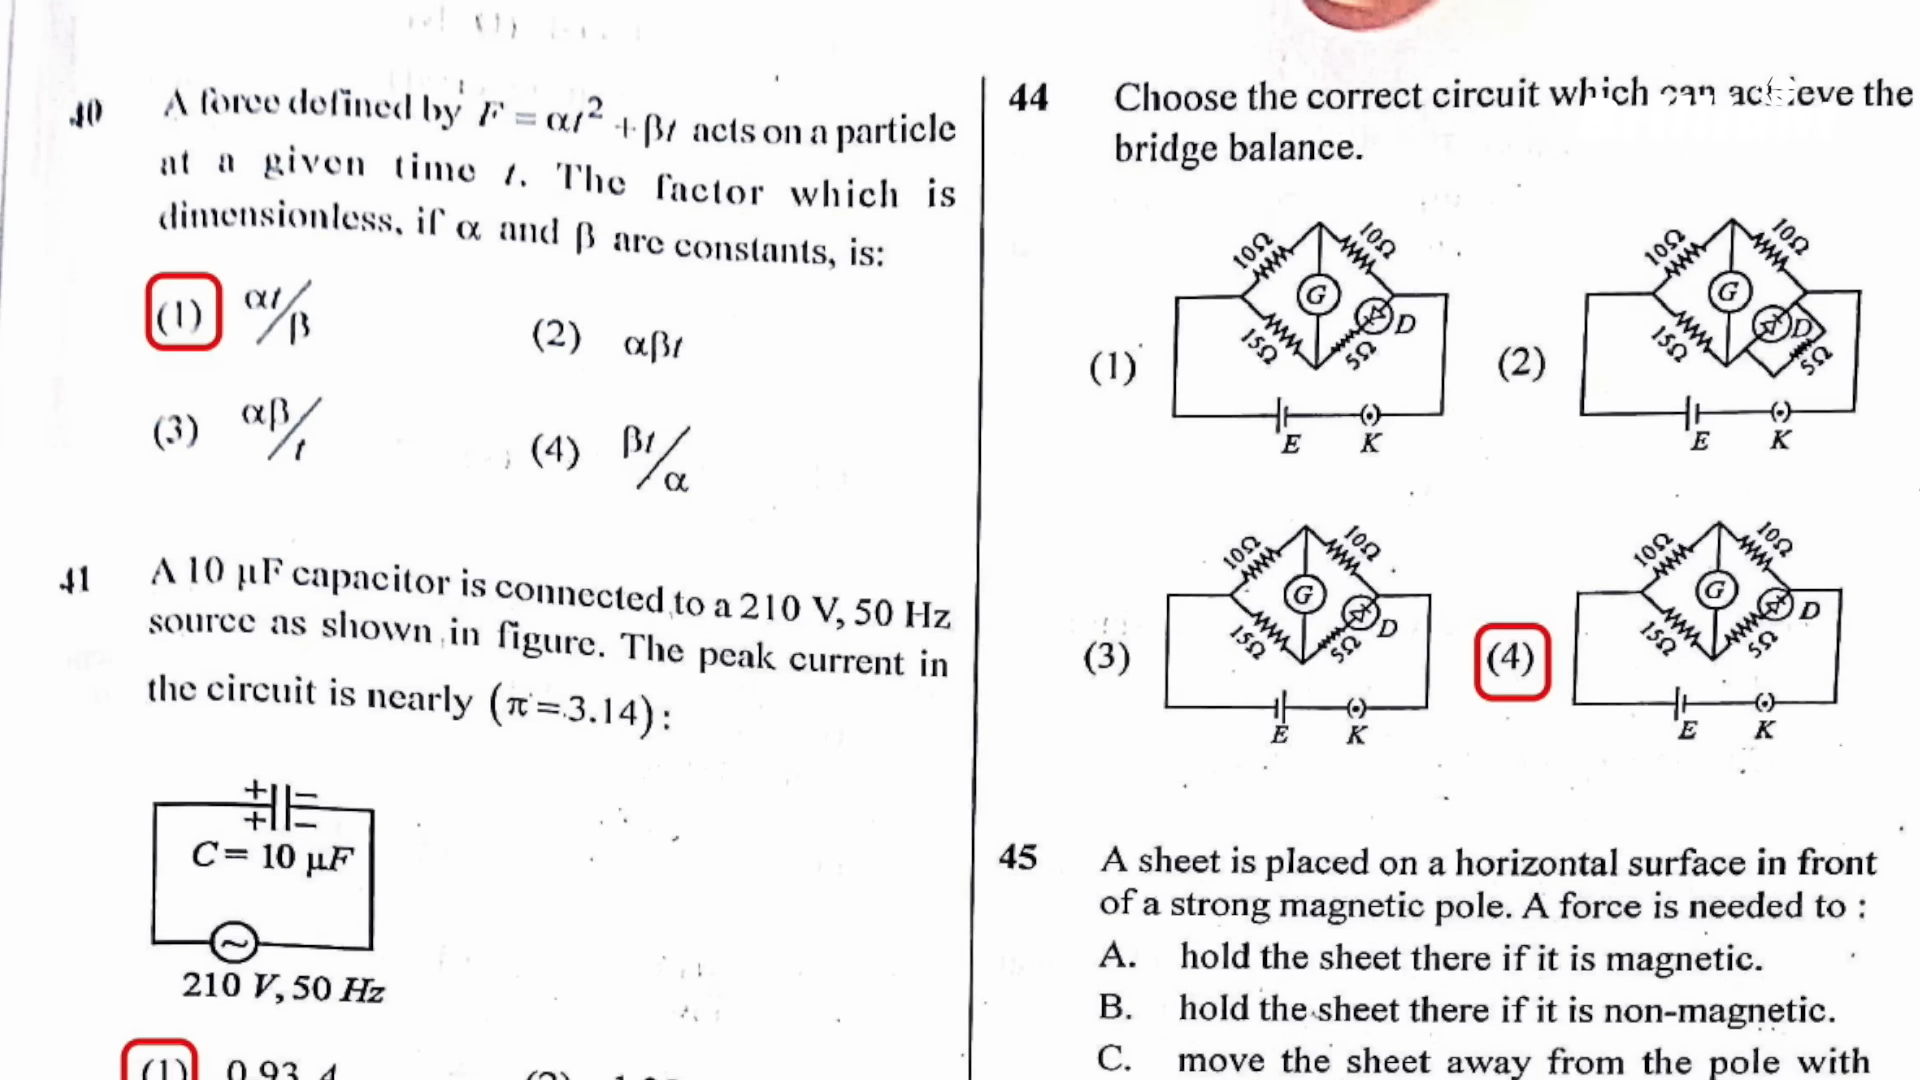 40 A force defined by F = αt² + βt acts on a particle
at a given time t. The factor which is
dimensionless, if α and β are constants, is:
(1) αt/β
(2) αβt
(3) αβ/t
(4) βt/α
41 A 10 μF capacitor is connected to a 210 V, 50 Hz
source as shown in figure. The peak current in
the circuit is nearly (π = 3.14) :
+ −
+ −
C = 10 μF
~
210 V, 50 Hz
(1) 0.93 A
(2)
44 Choose the correct circuit which can achieve the
bridge balance.
(1)
10Ω 10Ω
G
D
15Ω 5Ω
E K
(2)
10Ω 10Ω
G
D
15Ω 5Ω
E K
(3)
10Ω 10Ω
G
D
15Ω 5Ω
E K
(4)
10Ω 10Ω
G
D
15Ω 5Ω
E K
45 A sheet is placed on a horizontal surface in front
of a strong magnetic pole. A force is needed to :
A. hold the sheet there if it is magnetic.
B. hold the sheet there if it is non-magnetic.
C. move the sheet away from the pole with